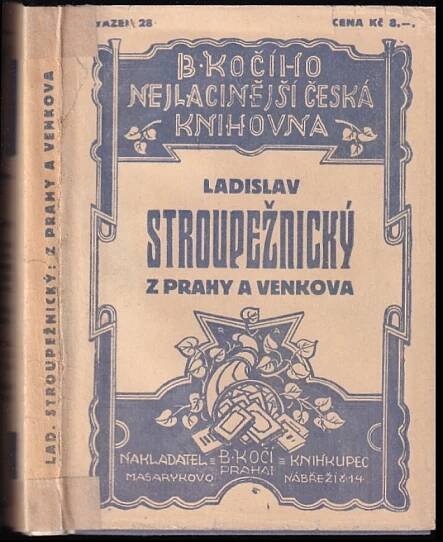 28
CENA Kč 8.–.
B·KOČÍHO
NEJLACINĚJŠÍ ČESKÁ
KNIHOVNA
LADISLAV
STROUPEŽNICKÝ
Z PRAHY A VENKOVA
R A
NAKLADATEL = B·KOČÍ = KNIHKUPEC
MASARYKOVO PRAHA I NÁBŘEŽÍ č 14
LAD. STROUPEŽNICKÝ: Z PRAHY A VENKOVA